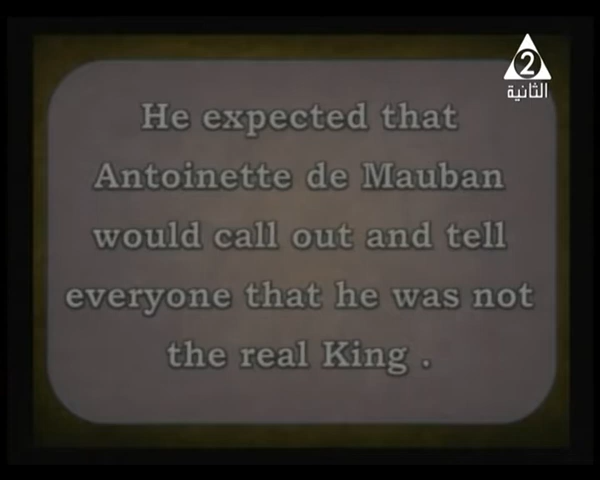 2
الثانية
He expected that
Antoinette de Mauban
would call out and tell
everyone that he was not
the real King .